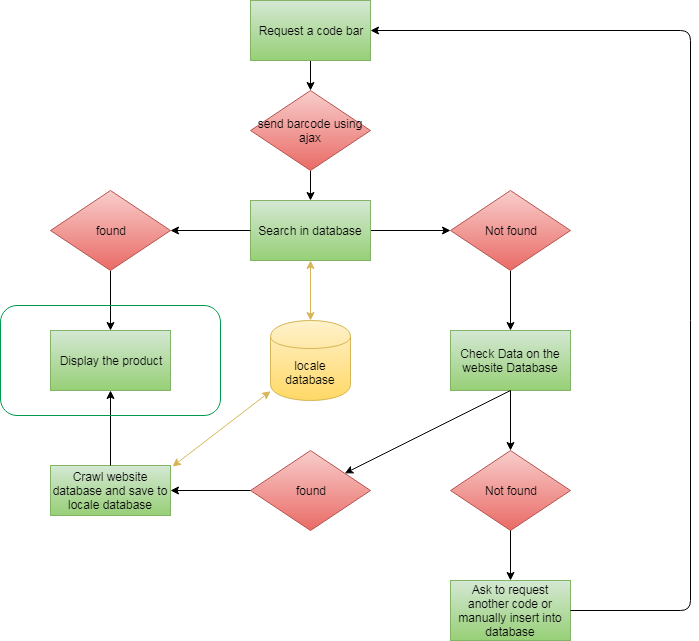 Request a code bar
send barcode using
ajax
found
Search in database
Not found
Display the product
locale
database
Check Data on the
website Database
Crawl website
database and save to
locale database
found
Not found
Ask to request
another code or
manually insert into
database